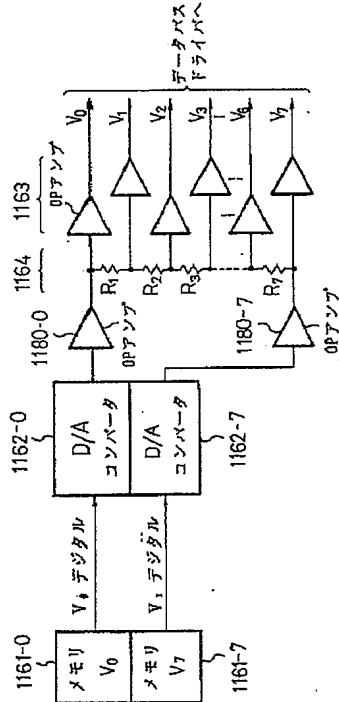 1161-0
メモリ
V0
メモリ
V7
1161-7
V0 デジタル
V7 デジタル
1162-0
D/A
コンバータ
D/A
コンバータ
1162-7
1180-0
OPアンプ
1180-7
OPアンプ
1164
R1
R2
R3
R7
1163
OPアンプ
V0
V1
V2
V3
V6
V7
データバス
ドライバへ